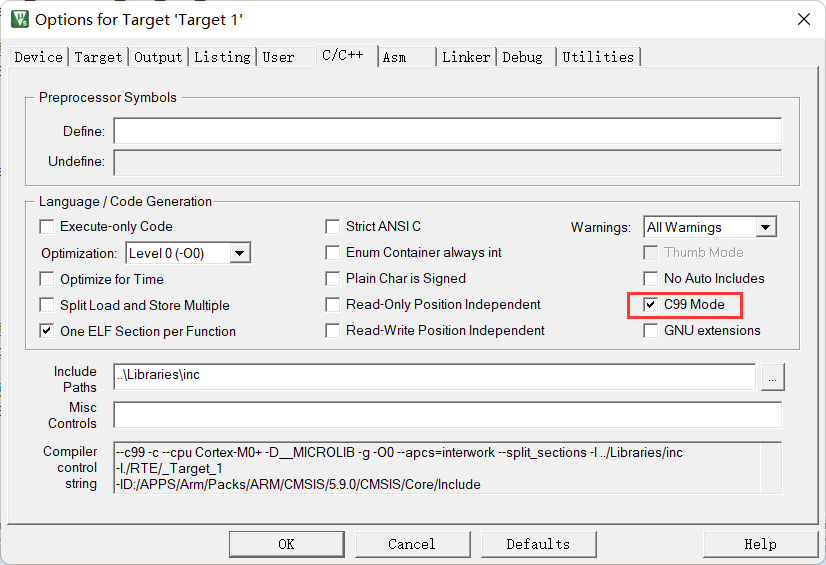 Options for Target 'Target 1'
Device Target Output Listing User C/C++ Asm Linker Debug Utilities
Preprocessor Symbols
Define:
Undefine:
Language / Code Generation
Execute-only Code
Strict ANSI C
Warnings: All Warnings
Optimization: Level 0 (-O0)
Enum Container always int
Thumb Mode
Optimize for Time
Plain Char is Signed
No Auto Includes
Split Load and Store Multiple
Read-Only Position Independent
C99 Mode
One ELF Section per Function
Read-Write Position Independent
GNU extensions
Include
Paths
..\Libraries\inc
...
Misc
Controls
Compiler
control
string
--c99 -c --cpu Cortex-M0+ -D__MICROLIB -g -O0 --apcs=interwork --split_sections -I ../Libraries/inc
-I./RTE/_Target_1
-ID:/APPS/Arm/Packs/ARM/CMSIS/5.9.0/CMSIS/Core/Include
OK Cancel Defaults Help